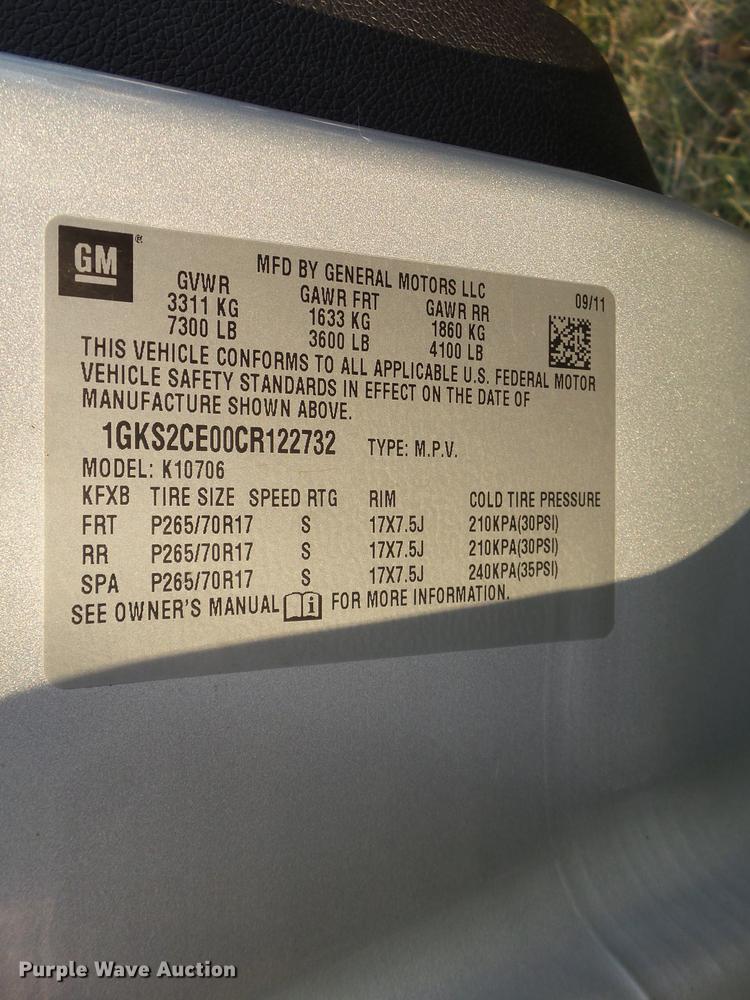 GM®
MFD BY GENERAL MOTORS LLC
09/11
GVWR GAWR FRT GAWR RR
3311 KG 1633 KG 1860 KG
7300 LB 3600 LB 4100 LB
THIS VEHICLE CONFORMS TO ALL APPLICABLE U.S. FEDERAL MOTOR
VEHICLE SAFETY STANDARDS IN EFFECT ON THE DATE OF
MANUFACTURE SHOWN ABOVE.
1GKS2CE00CR122732 TYPE: M.P.V.
MODEL: K10706
KFXB TIRE SIZE SPEED RTG RIM COLD TIRE PRESSURE
FRT P265/70R17 S 17X7.5J 210KPA(30PSI)
RR P265/70R17 S 17X7.5J 210KPA(30PSI)
SPA P265/70R17 S 17X7.5J 240KPA(35PSI)
SEE OWNER'S MANUAL i FOR MORE INFORMATION.
Purple Wave Auction